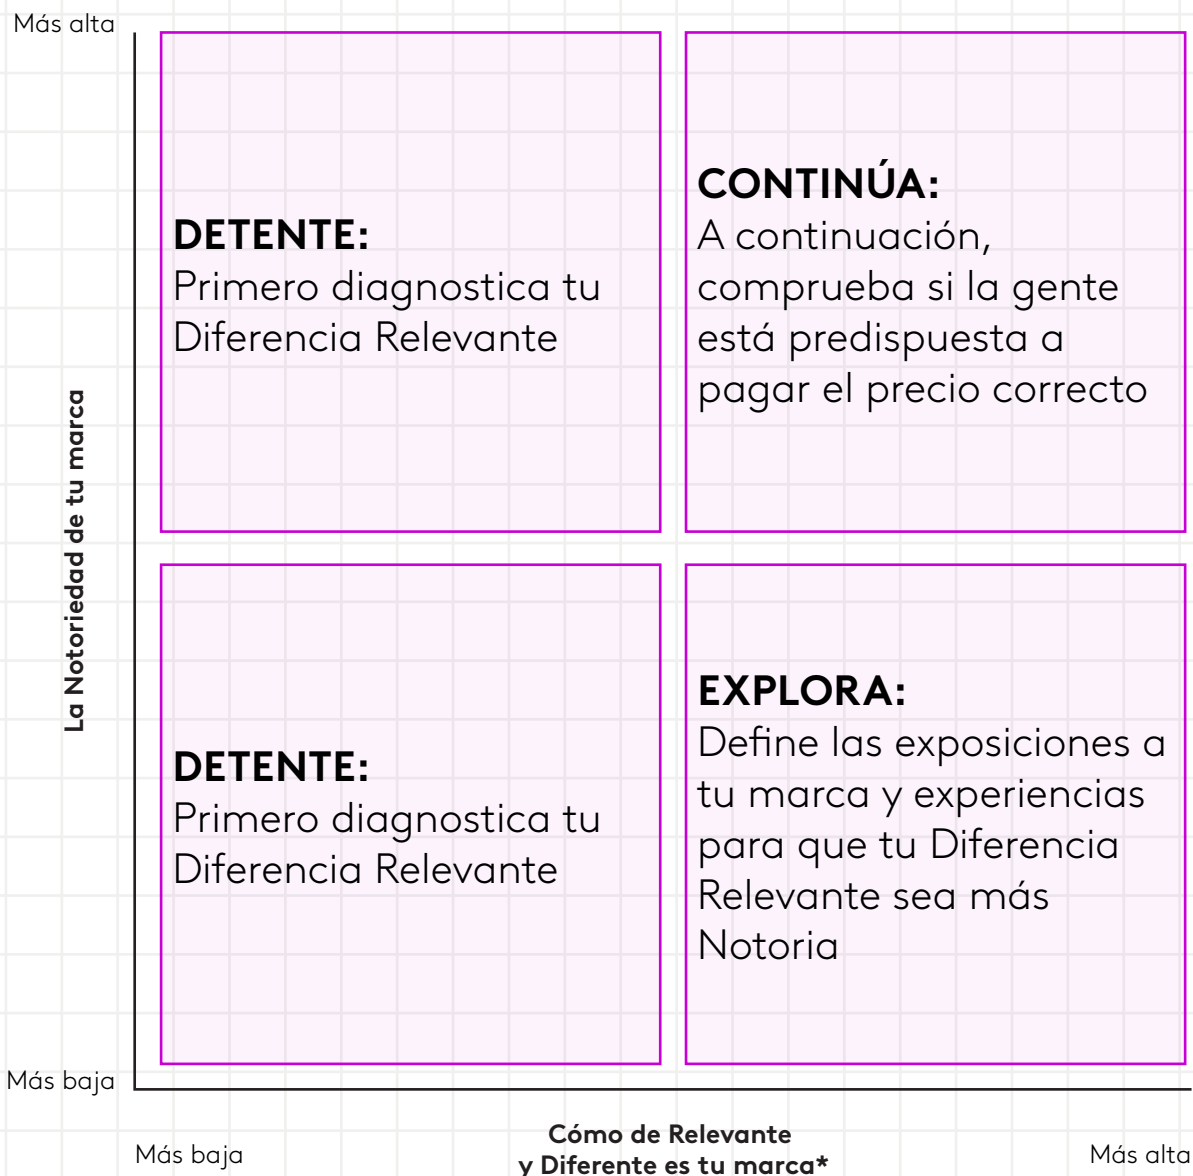 Más alta
La Notoriedad de tu marca
DETENTE:
Primero diagnostica tu
Diferencia Relevante
CONTINÚA:
A continuación,
comprueba si la gente
está predispuesta a
pagar el precio correcto
DETENTE:
Primero diagnostica tu
Diferencia Relevante
EXPLORA:
Define las exposiciones a
tu marca y experiencias
para que tu Diferencia
Relevante sea más
Notoria
Más baja
Más baja
Cómo de Relevante
y Diferente es tu marca*
Más alta